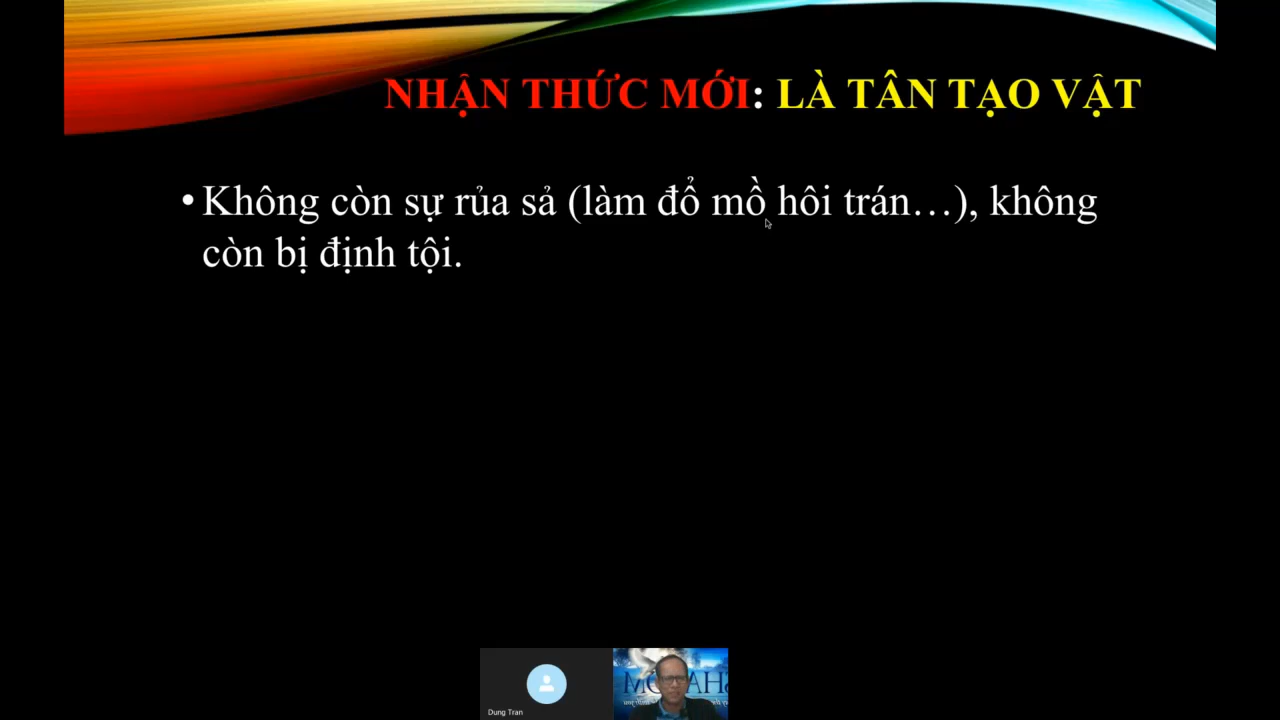 NHẬN THỨC MỚI: LÀ TÂN TẠO VẬT
• Không còn sự rủa sả (làm đổ mồ hôi trán…), không
còn bị định tội.
Dung Tran